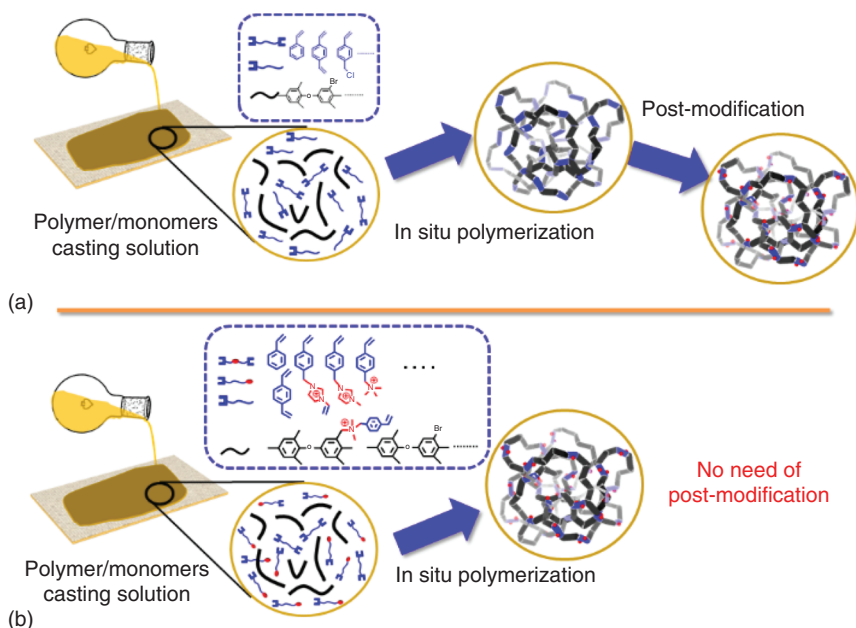 Cl
Br
o
Post-modification
Polymer/monomers
casting solution
In situ polymerization
(a)
N
⊕
N
N
⊕
N
N
⊕
N
⊕
Br
o
o
No need of
post-modification
Polymer/monomers
casting solution
In situ polymerization
(b)